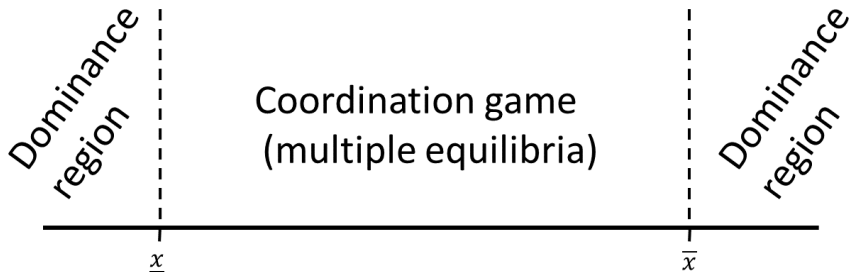 Dominance
region
Coordination game
(multiple equilibria)
Dominance
region
x̲
x̅